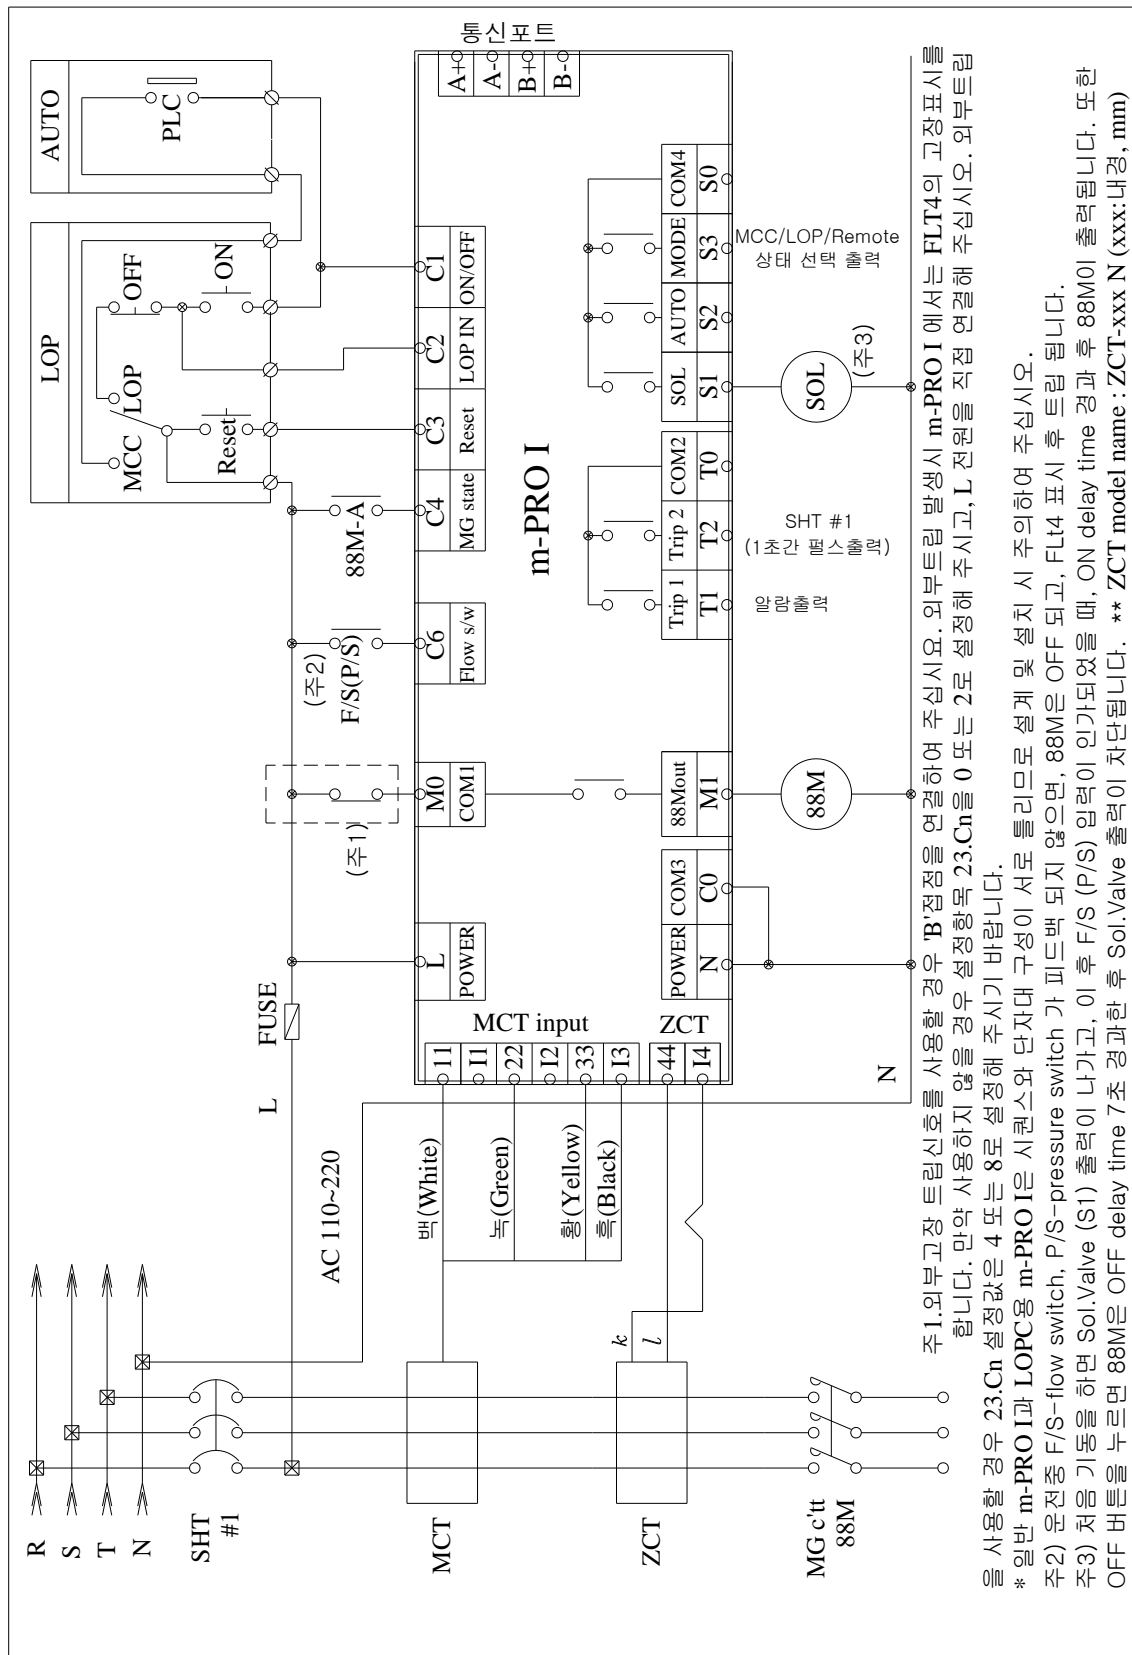 R
S
T
N
SHT
#1
MCT
ZCT
MG c'tt
88M
L
FUSE
AC 110~220
k
l
백(White)
녹(Green)
황(Yellow)
흑(Black)
N
LOP
MCC
LOP
OFF
Reset
ON
AUTO
PLC
(주1)
(주2)
F/S(P/S)
88M-A
MCT input
ZCT
11
I1
22
I2
33
I3
44
I4
L
POWER
M0
COM1
C6
Flow s/w
C4
MG state
C3
Reset
C2
LOP IN
C1
ON/OFF
통신포트
A+
A-
B+
B-
m-PRO I
POWER
N
COM3
C0
88Mout
M1
Trip 1
T1
Trip 2
T2
COM2
T0
SOL
S1
AUTO
S2
MODE
S3
COM4
S0
88M
알람출력
SHT #1
(1초간 펄스출력)
SOL
(주3)
MCC/LOP/Remote
상태 선택 출력
주1.외부고장 트립신호를 사용할 경우 'B'접점을 연결하여 주십시요. 외부트립 발생시 m-PRO I 에서는 FLT4의 고장표시를
합니다. 만약 사용하지 않을 경우 설정항목 23.Cn을 0 또는 2로 설정해 주시고, L 전원을 직접 연결해 주십시오. 외부트립
을 사용할 경우 23.Cn 설정값은 4 또는 8로 설정해 주시기 바랍니다.
* 일반 m-PRO I과 LOPC용 m-PRO I은 시퀀스와 단자대 구성이 서로 틀리므로 설계 및 설치 시 주의하여 주십시오.
주2) 운전중 F/S-flow switch, P/S-pressure switch 가 피드백 되지 않으면, 88M은 OFF 되고, FLt4 표시 후 트립 됩니다.
주3) 처음 기동을 하면 Sol.Valve (S1) 출력이 나가고, 이 후 F/S (P/S) 입력이 인가되었을 때, ON delay time 경과 후 88M이 출력됩니다. 또한
OFF 버튼을 누르면 88M은 OFF delay time 7초 경과한 후 Sol.Valve 출력이 차단됩니다. ** ZCT model name : ZCT-xxx N (xxx:내경, mm)